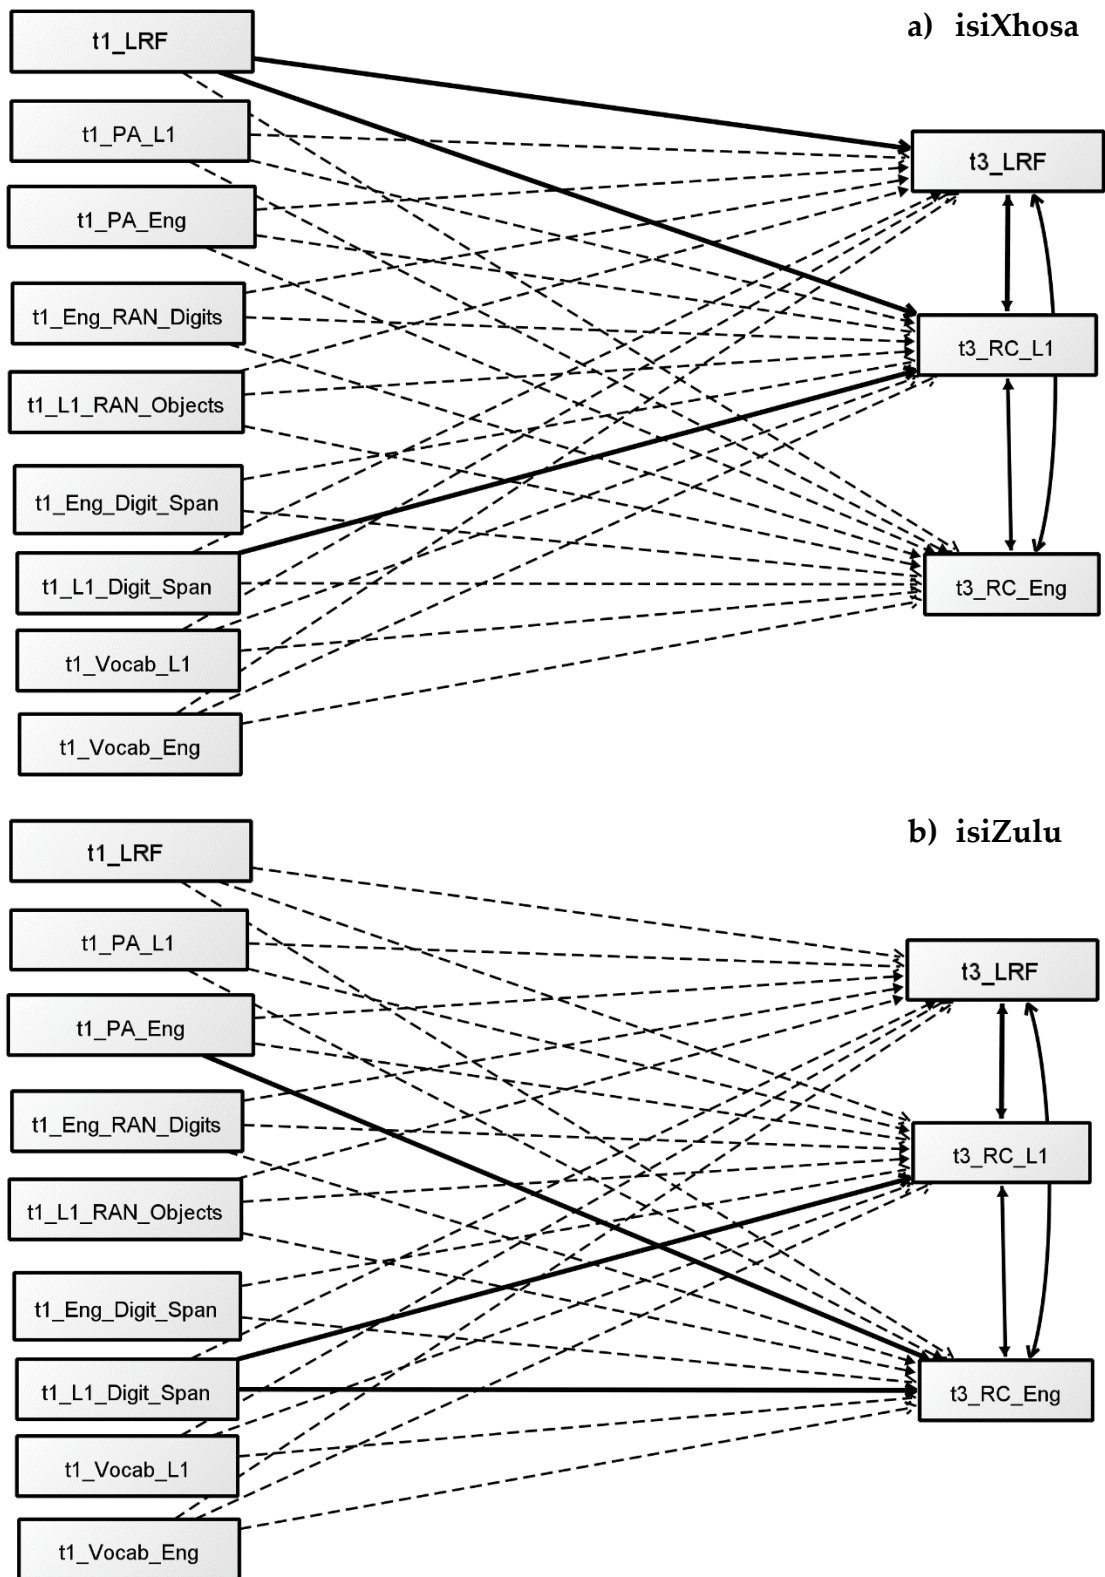 a) isiXhosa
t1_LRF
t1_PA_L1
t1_PA_Eng
t1_Eng_RAN_Digits
t1_L1_RAN_Objects
t1_Eng_Digit_Span
t1_L1_Digit_Span
t1_Vocab_L1
t1_Vocab_Eng
t3_LRF
t3_RC_L1
t3_RC_Eng
b) isiZulu
t1_LRF
t1_PA_L1
t1_PA_Eng
t1_Eng_RAN_Digits
t1_L1_RAN_Objects
t1_Eng_Digit_Span
t1_L1_Digit_Span
t1_Vocab_L1
t1_Vocab_Eng
t3_LRF
t3_RC_L1
t3_RC_Eng